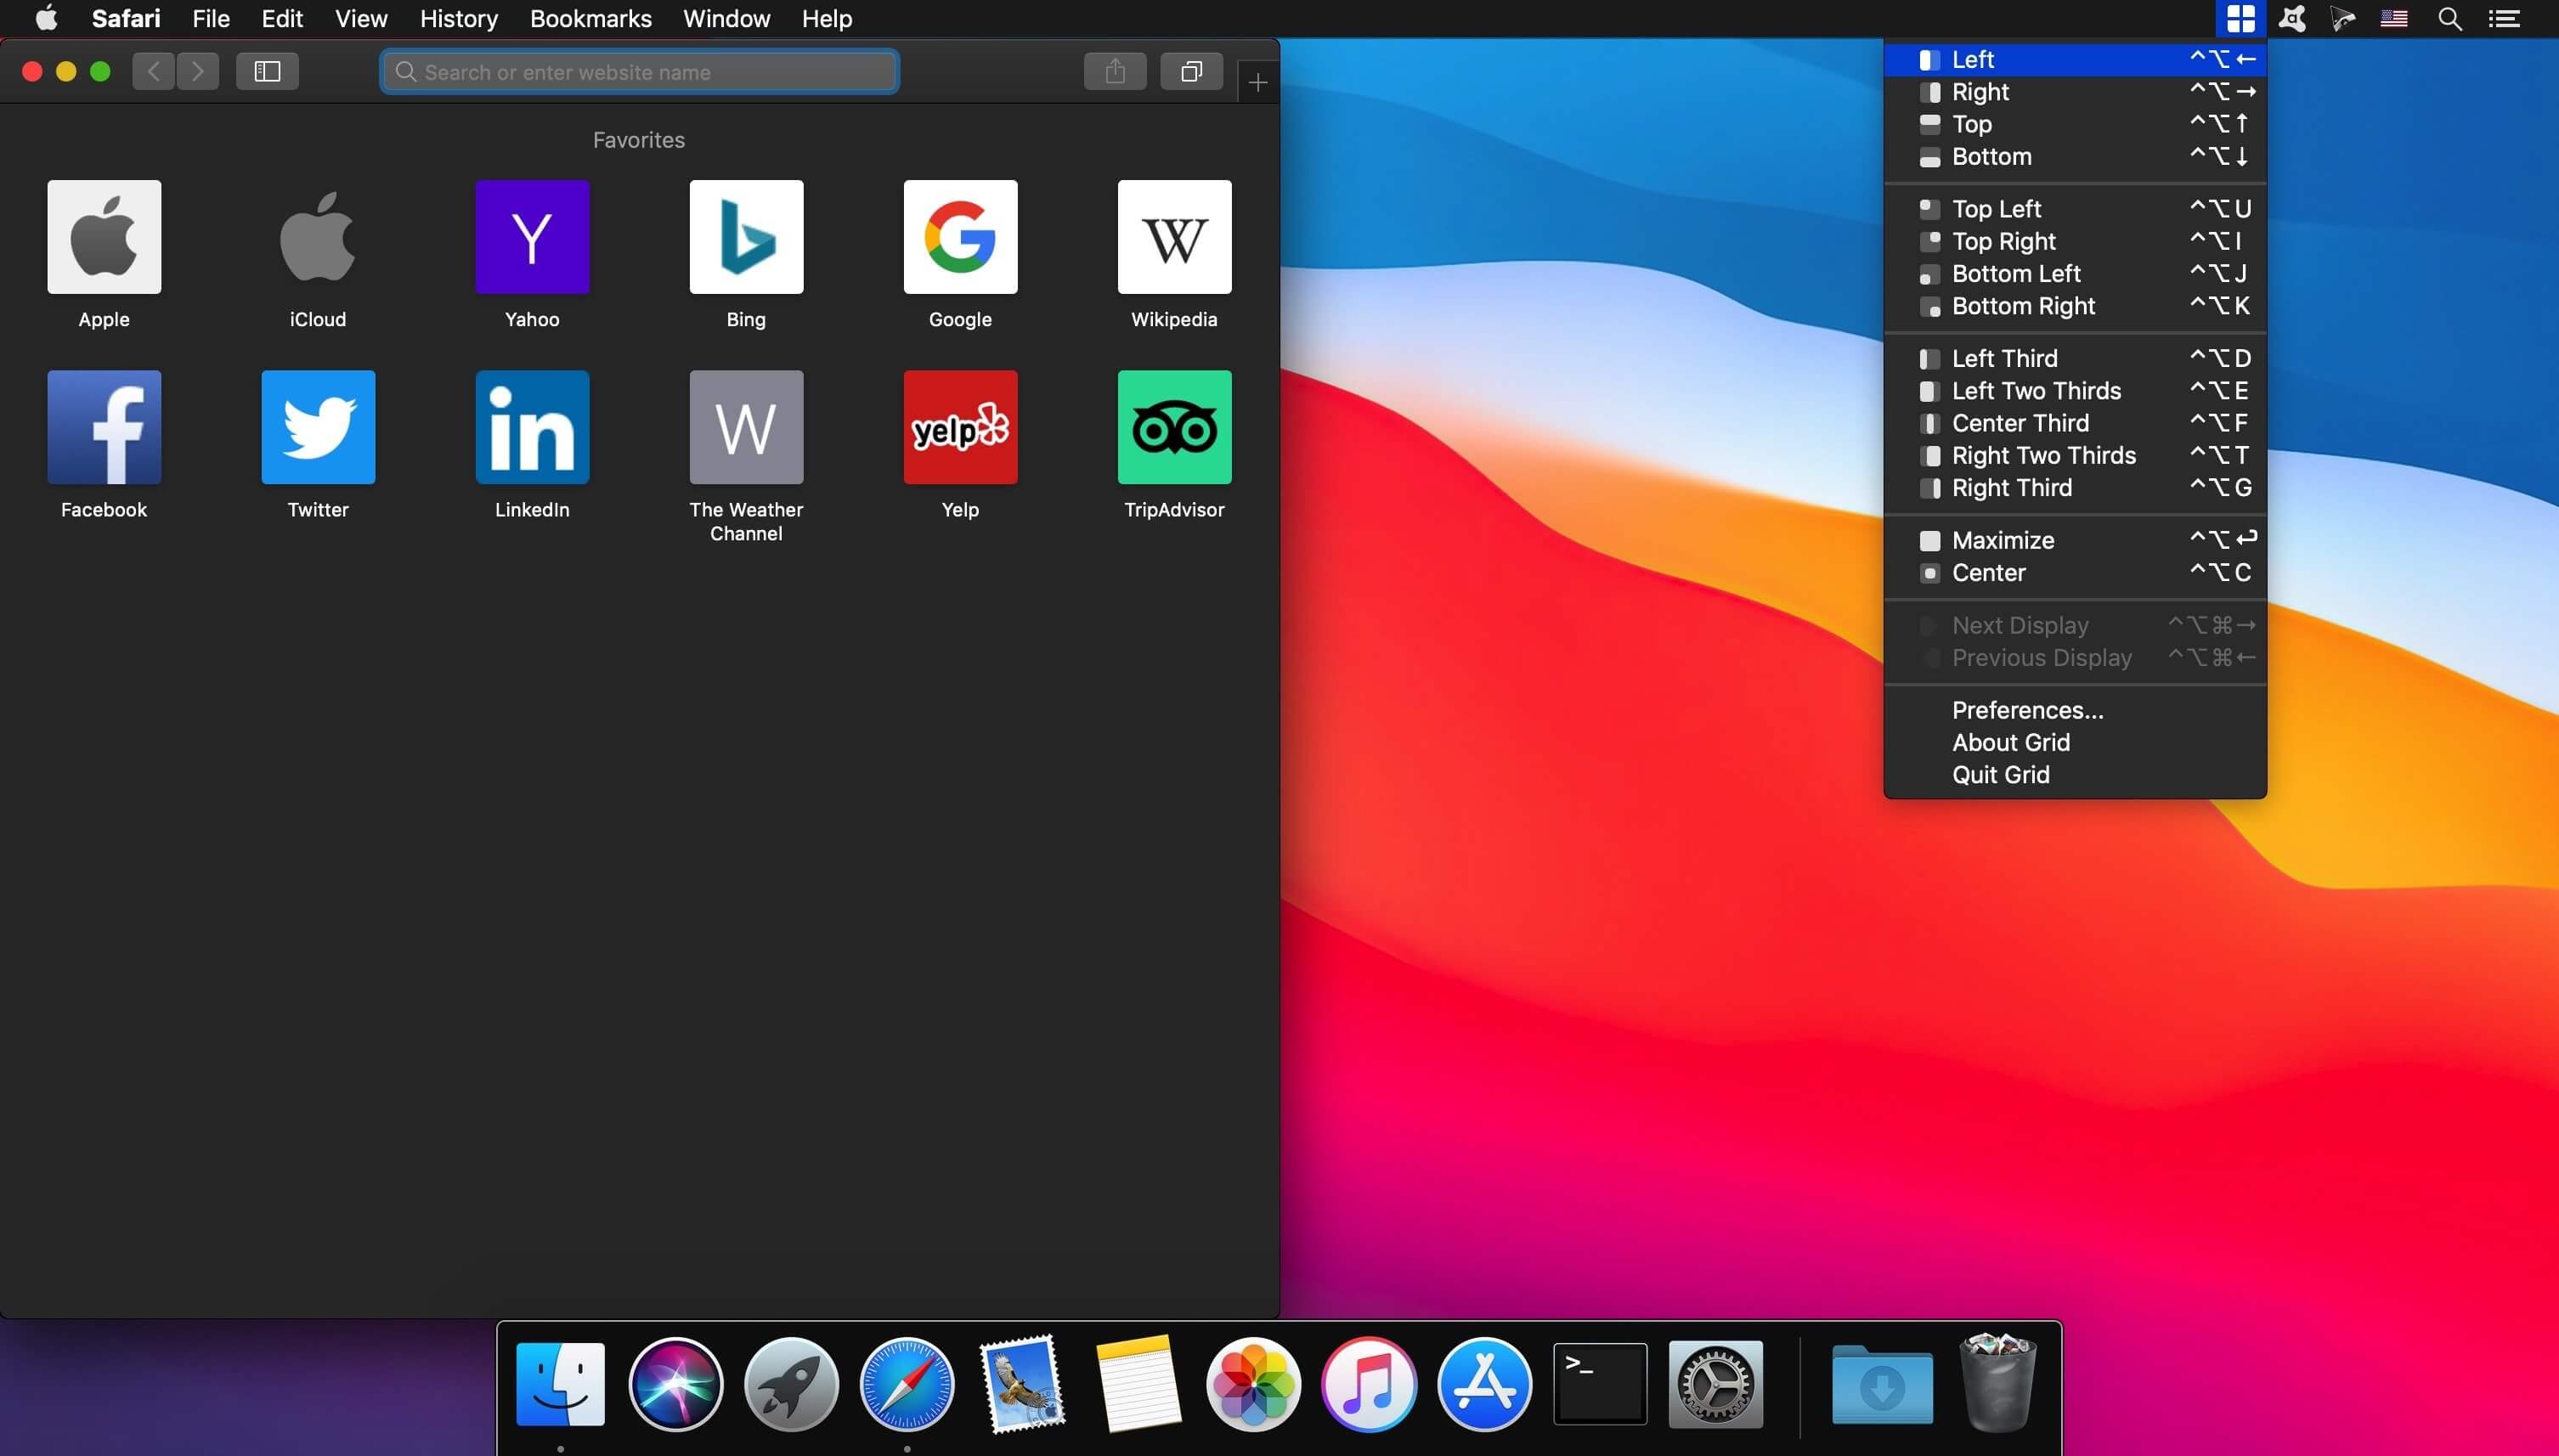 Safari File Edit View History Bookmarks Window Help
Search or enter website name
Favorites
Apple iCloud Yahoo Bing Google Wikipedia
Y W
Facebook Twitter LinkedIn The Weather Channel Yelp TripAdvisor
f in W yelp
Left ^⌥←
Right ^⌥→
Top ^⌥↑
Bottom ^⌥↓
Top Left ^⌥U
Top Right ^⌥I
Bottom Left ^⌥J
Bottom Right ^⌥K
Left Third ^⌥D
Left Two Thirds ^⌥E
Center Third ^⌥F
Right Two Thirds ^⌥T
Right Third ^⌥G
Maximize ^⌥↩
Center ^⌥C
Next Display ^⌥⌘→
Previous Display ^⌥⌘←
Preferences...
About Grid
Quit Grid
>_